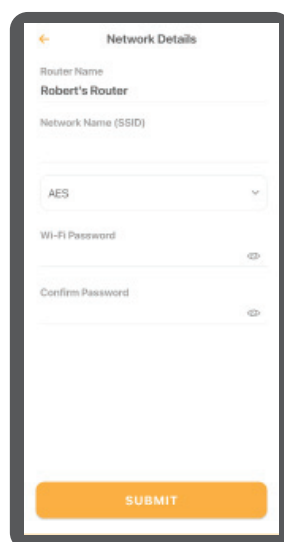 Network Details
Router Name
Robert's Router
Network Name (SSID)
AES
Wi-Fi Password
Confirm Password
SUBMIT